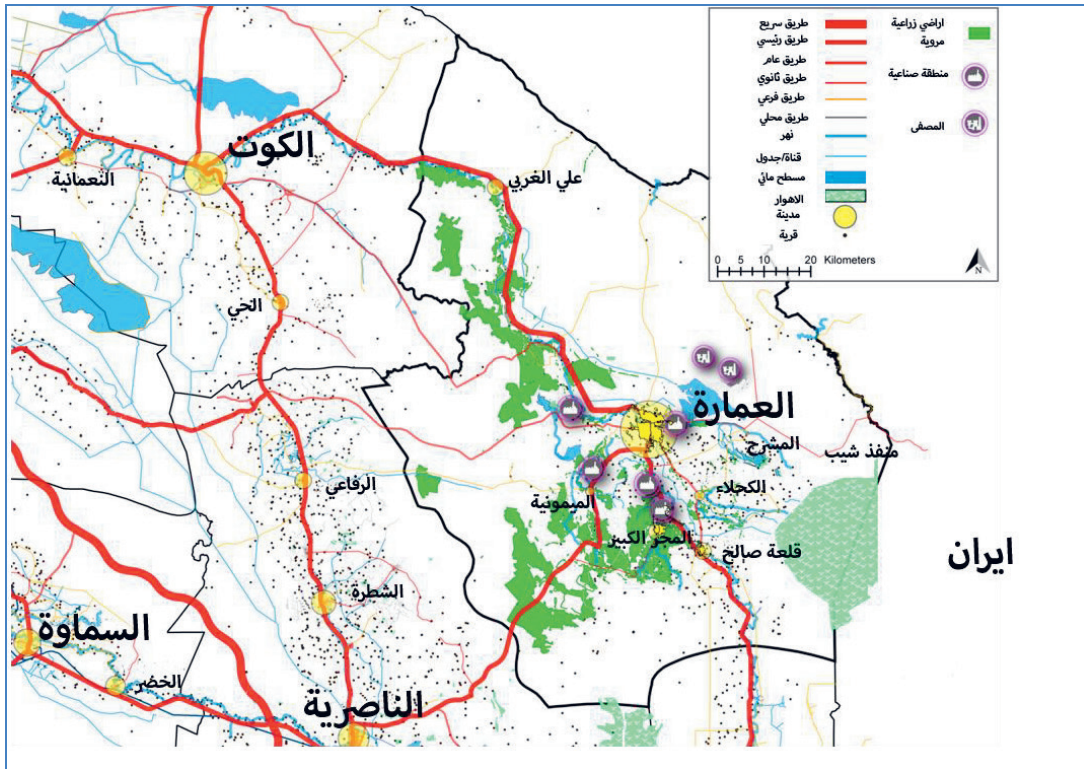 طريق سريع
طريق رئيسي
طريق عام
طريق ثانوي
طريق فرعي
طريق محلي
نهر
قناة/جدول
مسطح مائي
الاهوار
مدينة
قرية
اراضي زراعية
مروية
منطقة صناعية
المصفى
0 5 10 20 Kilometers
N
الكوت
النعمانية
علي الغربي
الحي
العمارة
المشرح
منفذ شيب
الكحلاء
الرفاعي
الميمونية
المجر الكبير
قلعة صالح
ايران
الشطرة
السماوة
الخضر
الناصرية